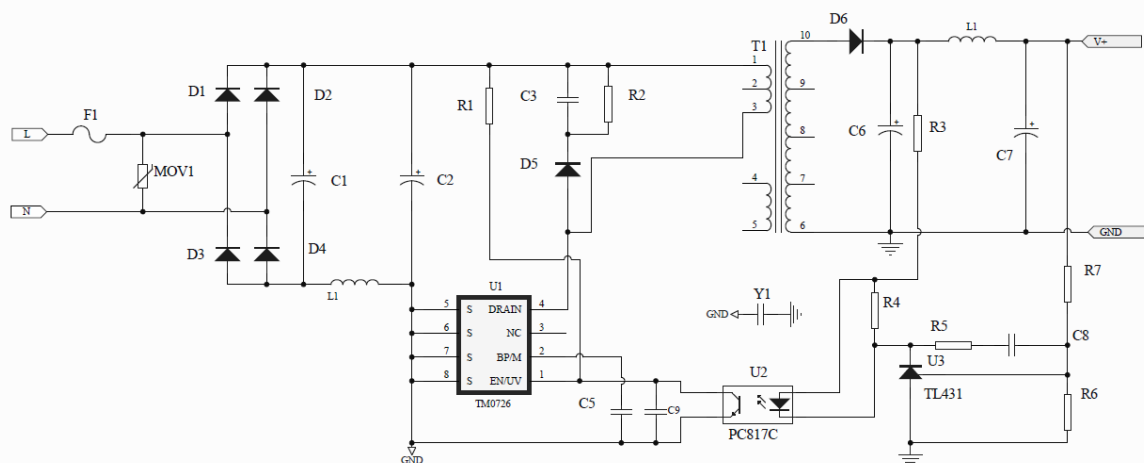 D6
L1
V+
T1
10
1
2
3
4
5
9
8
7
6
D1
D2
R1
C3
R2
C6
R3
C7
F1
L
MOV1
N
C1
C2
D5
D3
D4
L1
GND
R7
U1
5
6
7
8
S
S
S
S
DRAIN
NC
BP/M
EN/UV
4
3
2
1
TM0726
C5
C9
GND
Y1
GND
R4
R5
C8
U3
TL431
R6
U2
PC817C